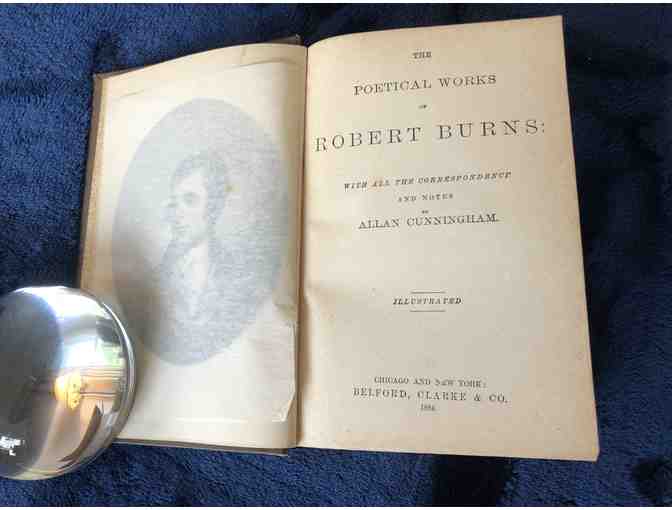 THE
POETICAL WORKS
OF
ROBERT BURNS:
WITH ALL THE CORRESPONDENCE
AND NOTES
BY
ALLAN CUNNINGHAM.
ILLUSTRATED
CHICAGO AND NEW YORK:
BELFORD, CLARKE & CO.
1884.